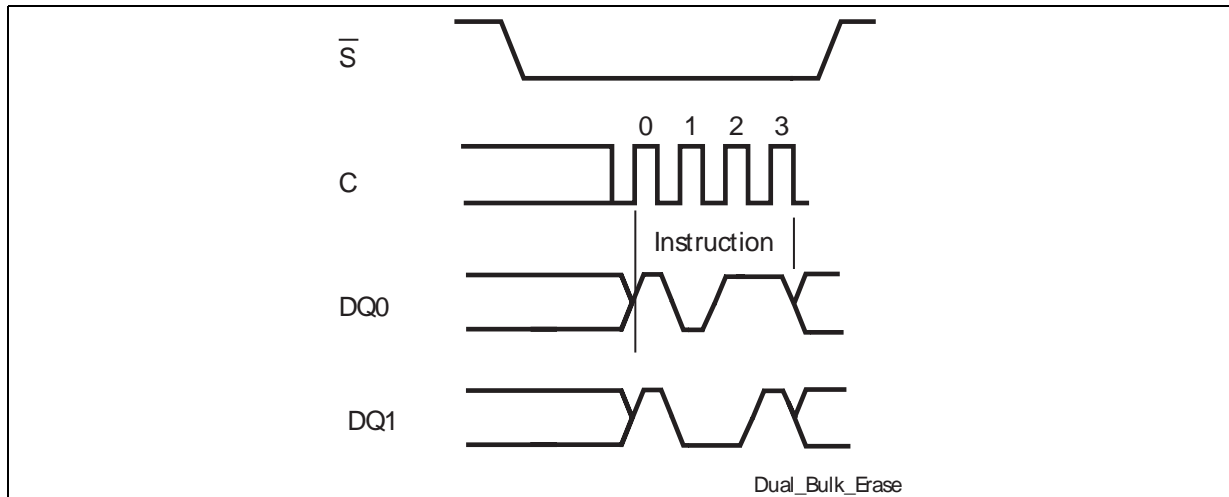 S̅
0 1 2 3
C
Instruction
DQ0
DQ1
Dual_Bulk_Erase